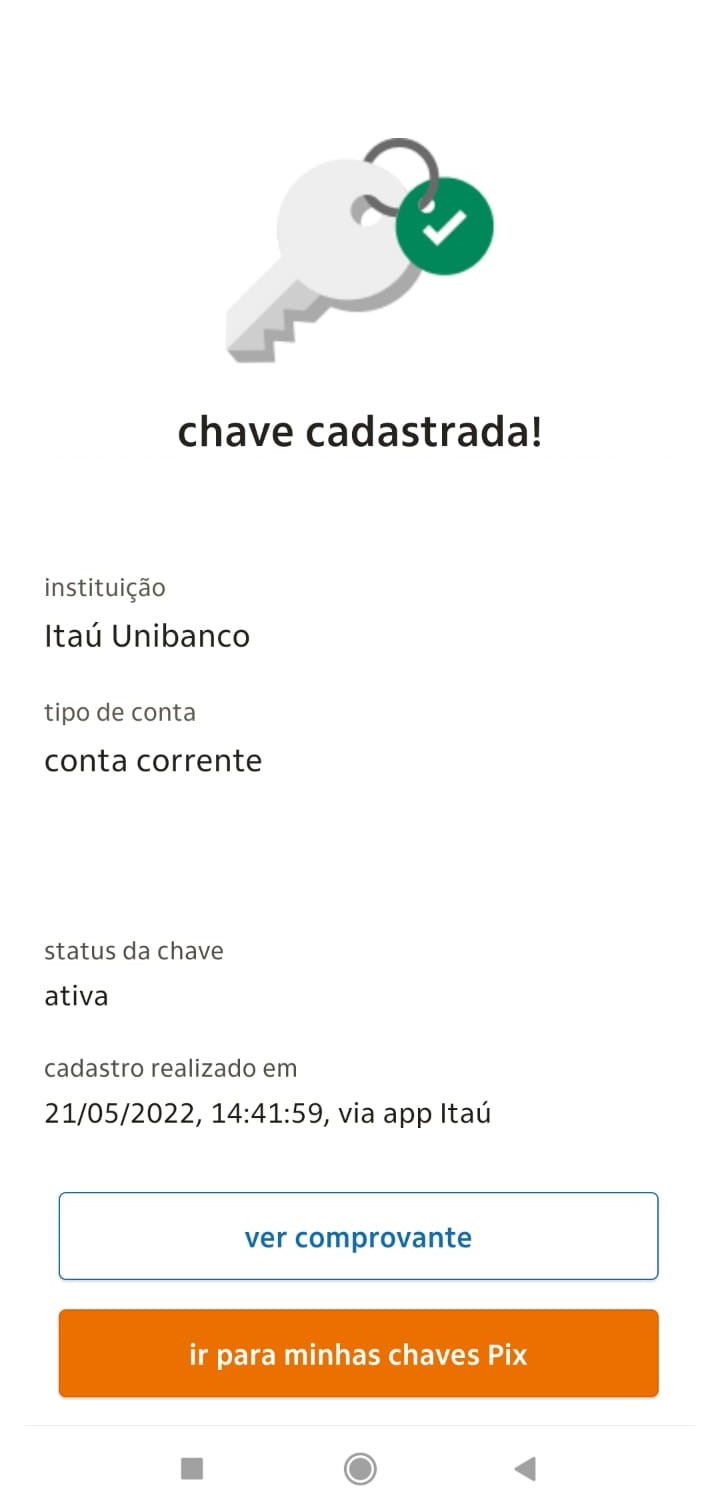 chave cadastrada!
instituição
Itaú Unibanco
tipo de conta
conta corrente
status da chave
ativa
cadastro realizado em
21/05/2022, 14:41:59, via app Itaú
ver comprovante
ir para minhas chaves Pix